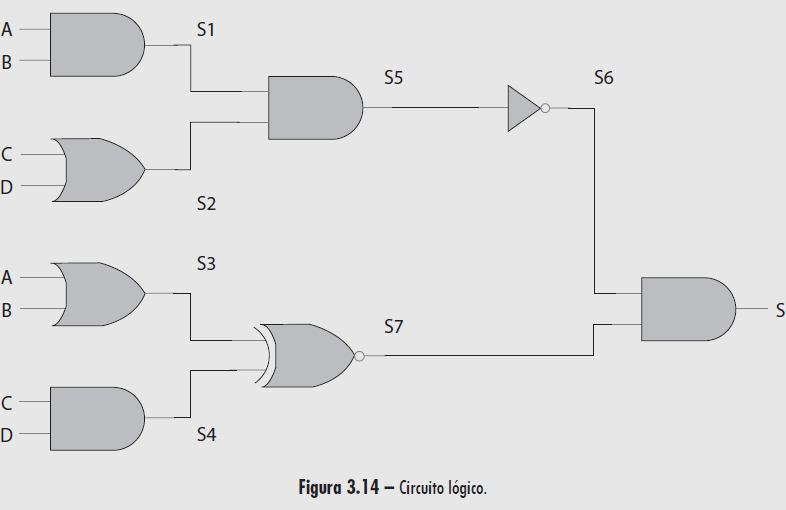 A
S1
B
S5
S6
C
D
S2
S3
A
B
S
S7
C
D
S4
Figura 3.14 – Circuito lógico.